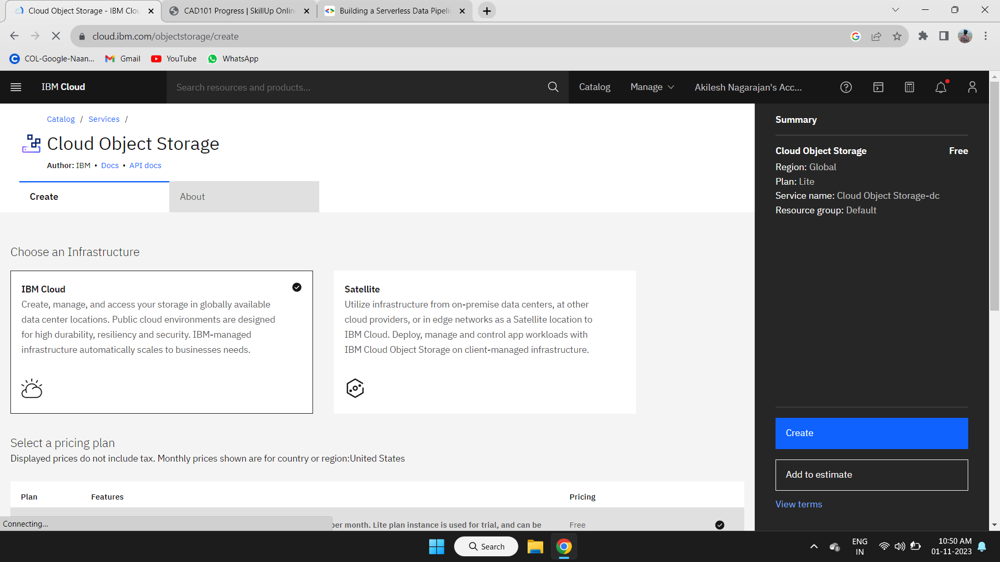 Cloud Object Storage - IBM Clou
CAD101 Progress | SkillUp Onlin
Building a Serverless Data Pipeli
cloud.ibm.com/objectstorage/create
COL-Google-Naan...
Gmail
YouTube
WhatsApp
IBM Cloud
Search resources and products...
Catalog
Manage
Akilesh Nagarajan's Acc...
Catalog / Services /
Cloud Object Storage
Author: IBM • Docs • API docs
Create
About
Choose an Infrastructure
IBM Cloud
Create, manage, and access your storage in globally available
data center locations. Public cloud environments are designed
for high durability, resiliency and security. IBM-managed
infrastructure automatically scales to businesses needs.
Satellite
Utilize infrastructure from on-premise data centers, at other
cloud providers, or in edge networks as a Satellite location to
IBM Cloud. Deploy, manage and control app workloads with
IBM Cloud Object Storage on client-managed infrastructure.
Select a pricing plan
Displayed prices do not include tax. Monthly prices shown are for country or region:United States
Plan Features Pricing
per month. Lite plan instance is used for trial, and can be Free
Connecting...
Summary
Cloud Object Storage Free
Region: Global
Plan: Lite
Service name: Cloud Object Storage-dc
Resource group: Default
Create
Add to estimate
View terms
Search
ENG
IN
10:50 AM
01-11-2023